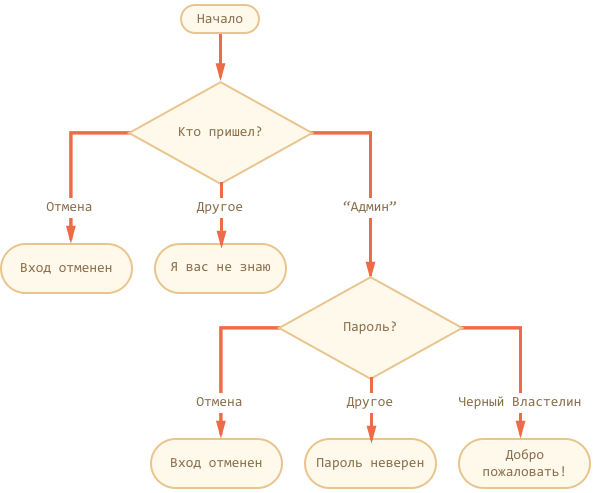 Начало
Кто пришел?
Отмена
Другое
“Админ”
Вход отменен
Я вас не знаю
Пароль?
Отмена
Другое
Черный Властелин
Вход отменен
Пароль неверен
Добро
пожаловать!